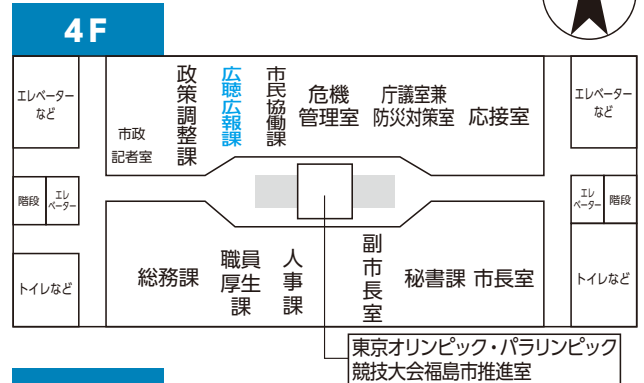 4F
エレベーター
など
市政
記者室
政策調整課
広聴広報課
市民協働課
危機
管理室
庁議室兼
防災対策室
応接室
エレベーター
など
階段
エレ
ベーター
エレ
ベーター
階段
トイレなど
総務課
職員
厚生
課
人事課
副市長室
秘書課
市長室
トイレなど
東京オリンピック・パラリンピック
競技大会福島市推進室